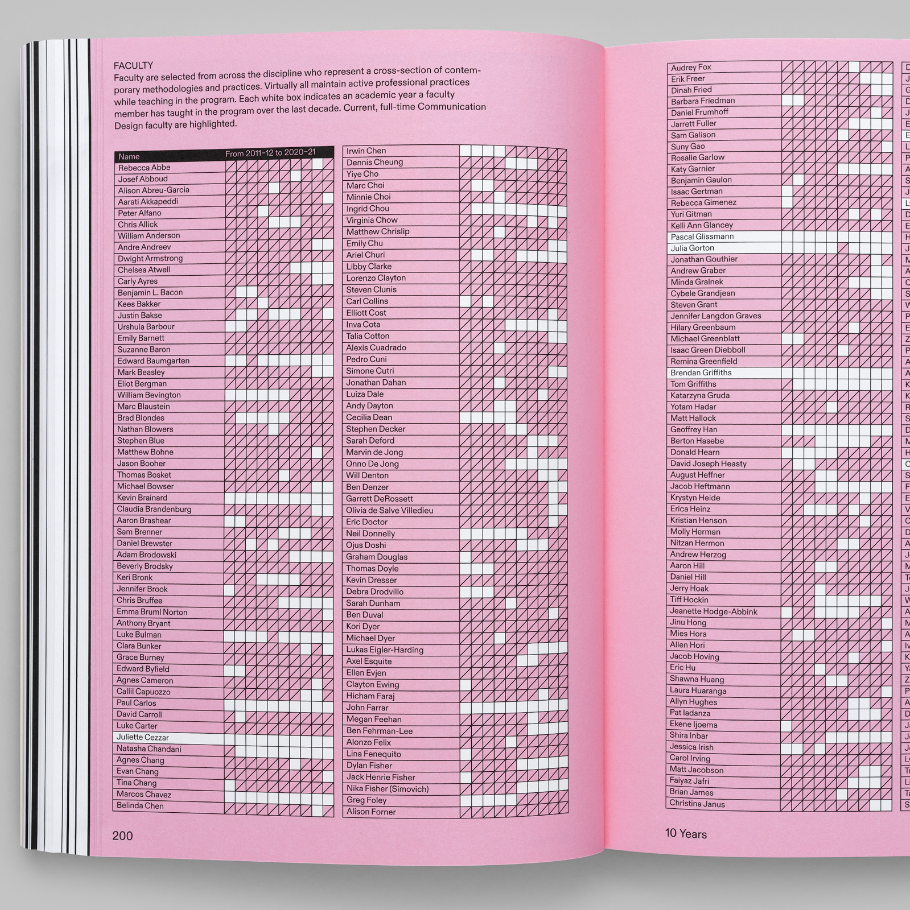 FACULTY
Faculty are selected from across the discipline who represent a cross-section of contem-
porary methodologies and practices. Virtually all maintain active professional practices
while teaching in the program. Each white box indicates an academic year a faculty
member has taught in the program over the last decade. Current, full-time Communication
Design faculty are highlighted.
Name From 2011–12 to 2020–21
Rebecca Abbe
Josef Abboud
Alison Abreu-Garcia
Aarati Akkapeddi
Peter Alfano
Chris Allick
William Anderson
Andre Andreev
Dwight Armstrong
Chelsea Atwell
Carly Ayres
Benjamin L. Bacon
Kees Bakker
Justin Bakse
Urshula Barbour
Emily Barnett
Suzanne Baron
Edward Baumgarten
Mark Beasley
Eliot Bergman
William Bevington
Marc Blaustein
Brad Blondes
Nathan Blowers
Stephen Blue
Matthew Bohne
Jason Booher
Thomas Bosket
Michael Bowser
Kevin Brainard
Claudia Brandenburg
Aaron Brashear
Sam Brenner
Daniel Brewster
Adam Brodowski
Beverly Brodsky
Keri Bronk
Jennifer Brook
Chris Bruffee
Emma Bruml Norton
Anthony Bryant
Luke Bulman
Clara Bunker
Grace Burney
Edward Byfield
Agnes Cameron
Callil Capuozzo
Paul Carlos
David Carroll
Luke Carter
Juliette Cezzar
Natasha Chandani
Agnes Chang
Evan Chang
Tina Chang
Marcos Chavez
Belinda Chen
200
Irwin Chen
Dennis Cheung
Yiye Cho
Marc Choi
Minnie Choi
Ingrid Chou
Virginia Chow
Matthew Chrislip
Emily Chu
Ariel Churi
Libby Clarke
Lorenzo Clayton
Steven Clunis
Carl Collins
Elliott Cost
Inva Cota
Talia Cotton
Alexis Cuadrado
Pedro Cuni
Simone Cutri
Jonathan Dahan
Luiza Dale
Andy Dayton
Cecilia Dean
Stephen Decker
Sarah Deford
Marvin de Jong
Onno De Jong
Will Denton
Ben Denzer
Garrett DeRossett
Olivia de Salve Villedieu
Eric Doctor
Neil Donnelly
Ojus Doshi
Graham Douglas
Thomas Doyle
Kevin Dresser
Debra Drodvillo
Sarah Dunham
Ben Duval
Kori Dyer
Michael Dyer
Lukas Eigler-Harding
Axel Esquite
Ellen Evjen
Clayton Ewing
Hicham Faraj
John Farrar
Megan Feehan
Ben Fehrman-Lee
Alonzo Felix
Lina Fenequito
Dylan Fisher
Jack Henrie Fisher
Nika Fisher (Simovich)
Greg Foley
Alison Forner
Audrey Fox
Erik Freer
Dinah Fried
Barbara Friedman
Daniel Frumhoff
Jarrett Fuller
Sam Galison
Suny Gao
Rosalie Garlow
Katy Garnier
Benjamin Gaulon
Isaac Gertman
Rebecca Gimenez
Yuri Gitman
Kelli Ann Glancey
Pascal Glissmann
Julia Gorton
Jonathan Gouthier
Andrew Graber
Minda Gralnek
Cybele Grandjean
Steven Grant
Jennifer Langdon Graves
Hilary Greenbaum
Michael Greenblatt
Isaac Green Diebboll
Romina Greenfield
Brendan Griffiths
Tom Griffiths
Katarzyna Gruda
Yotam Hadar
Matt Hallock
Geoffrey Han
Berton Hasebe
Donald Hearn
David Joseph Heasty
August Heffner
Jacob Heftmann
Krystyn Heide
Erica Heinz
Kristian Henson
Molly Herman
Nitzan Hermon
Andrew Herzog
Aaron Hill
Daniel Hill
Jerry Hoak
Tiff Hockin
Jeanette Hodge-Abbink
Jinu Hong
Mies Hora
Allen Hori
Jacob Hoving
Eric Hu
Shawna Huang
Laura Huaranga
Allyn Hughes
Pat Iadanza
Ekene Ijeoma
Shira Inbar
Jessica Irish
Carol Irving
Matt Jacobson
Faiyaz Jafri
Brian James
Christina Janus
10 Years